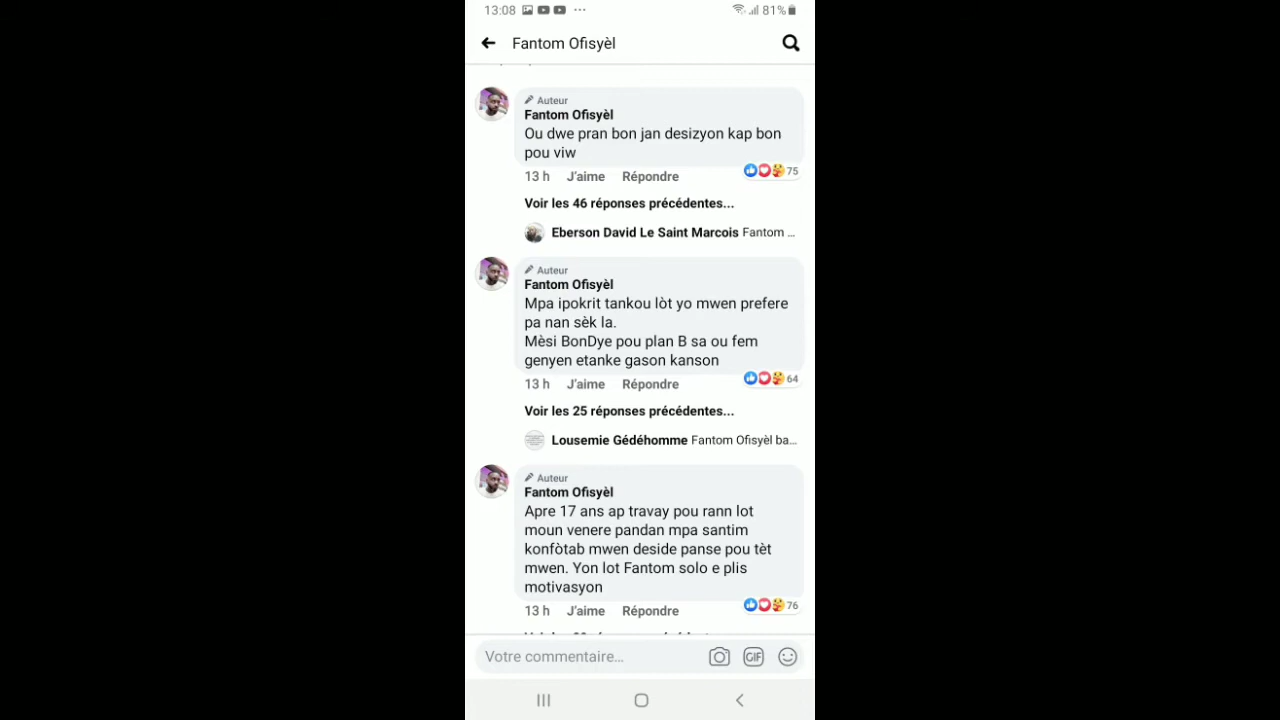 13:08 81%
Fantom Ofisyèl
Auteur
Fantom Ofisyèl
Ou dwe pran bon jan desizyon kap bon
pou viw
13 h J'aime Répondre 75
Voir les 46 réponses précédentes...
Eberson David Le Saint Marcois Fantom ...
Auteur
Fantom Ofisyèl
Mpa ipokrit tankou lòt yo mwen prefere
pa nan sèk la.
Mèsi BonDye pou plan B sa ou fem
genyen etanke gason kanson
13 h J'aime Répondre 64
Voir les 25 réponses précédentes...
Lousemie Gédéhomme Fantom Ofisyèl ba...
Auteur
Fantom Ofisyèl
Apre 17 ans ap travay pou rann lot
moun venere pandan mpa santim
konfòtab mwen deside panse pou tèt
mwen. Yon lot Fantom solo e plis
motivasyon
13 h J'aime Répondre 76
Votre commentaire...
GIF